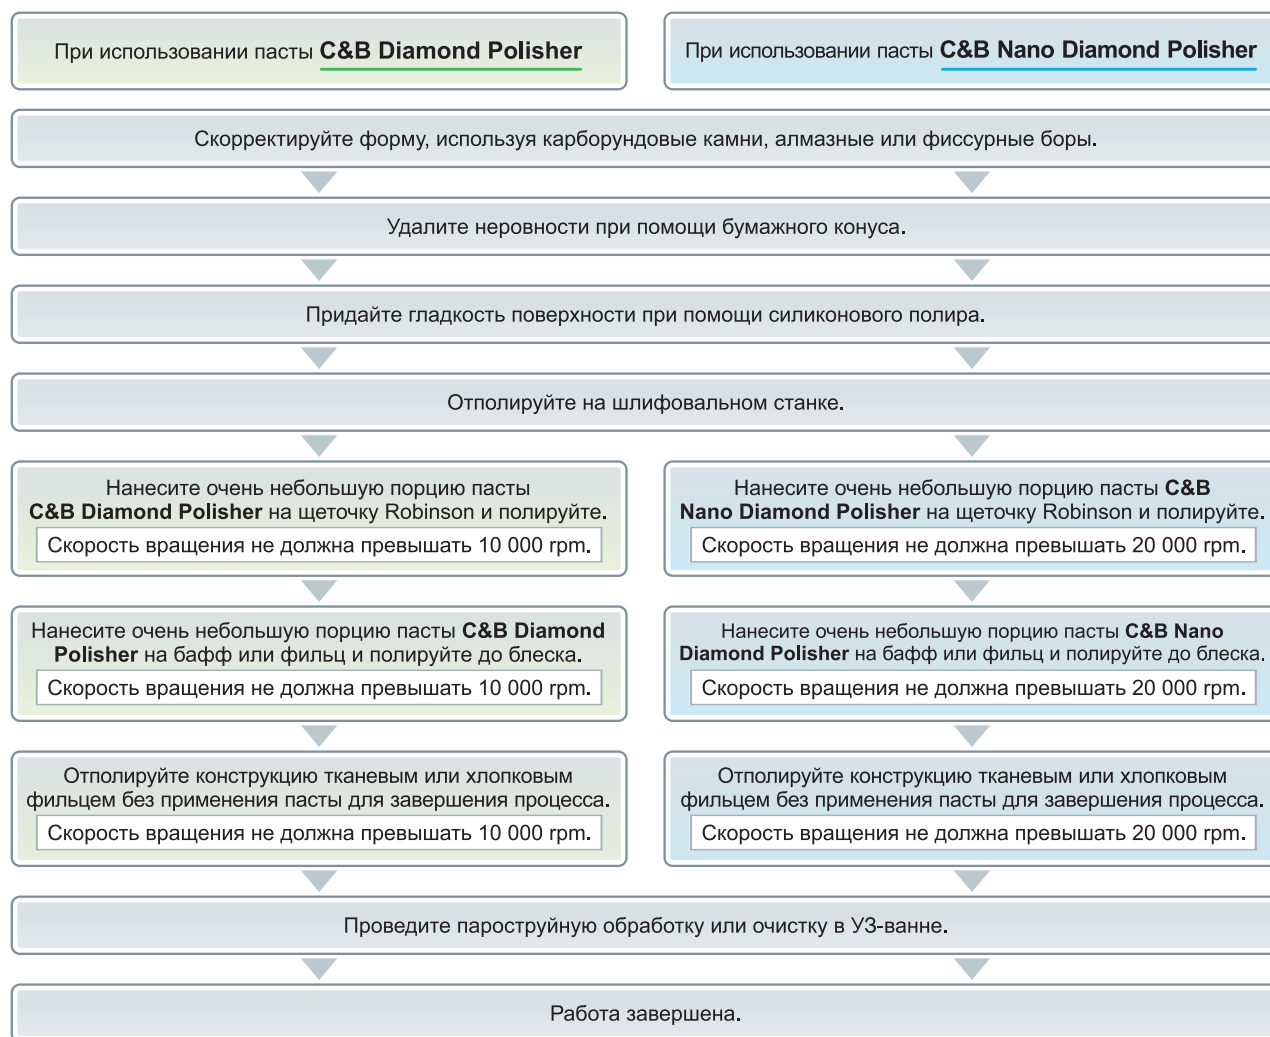 При использовании пасты C&B Diamond Polisher
При использовании пасты C&B Nano Diamond Polisher
Скорректируйте форму, используя карборундовые камни, алмазные или фиссурные боры.
Удалите неровности при помощи бумажного конуса.
Придайте гладкость поверхности при помощи силиконового полира.
Отполируйте на шлифовальном станке.
Нанесите очень небольшую порцию пасты
C&B Diamond Polisher на щеточку Robinson и полируйте.
Скорость вращения не должна превышать 10 000 rpm.
Нанесите очень небольшую порцию пасты C&B
Nano Diamond Polisher на щеточку Robinson и полируйте.
Скорость вращения не должна превышать 20 000 rpm.
Нанесите очень небольшую порцию пасты C&B Diamond
Polisher на бафф или фильц и полируйте до блеска.
Скорость вращения не должна превышать 10 000 rpm.
Нанесите очень небольшую порцию пасты C&B Nano
Diamond Polisher на бафф или фильц и полируйте до блеска.
Скорость вращения не должна превышать 20 000 rpm.
Отполируйте конструкцию тканевым или хлопковым
фильцем без применения пасты для завершения процесса.
Скорость вращения не должна превышать 10 000 rpm.
Отполируйте конструкцию тканевым или хлопковым
фильцем без применения пасты для завершения процесса.
Скорость вращения не должна превышать 20 000 rpm.
Проведите пароструйную обработку или очистку в УЗ-ванне.
Работа завершена.